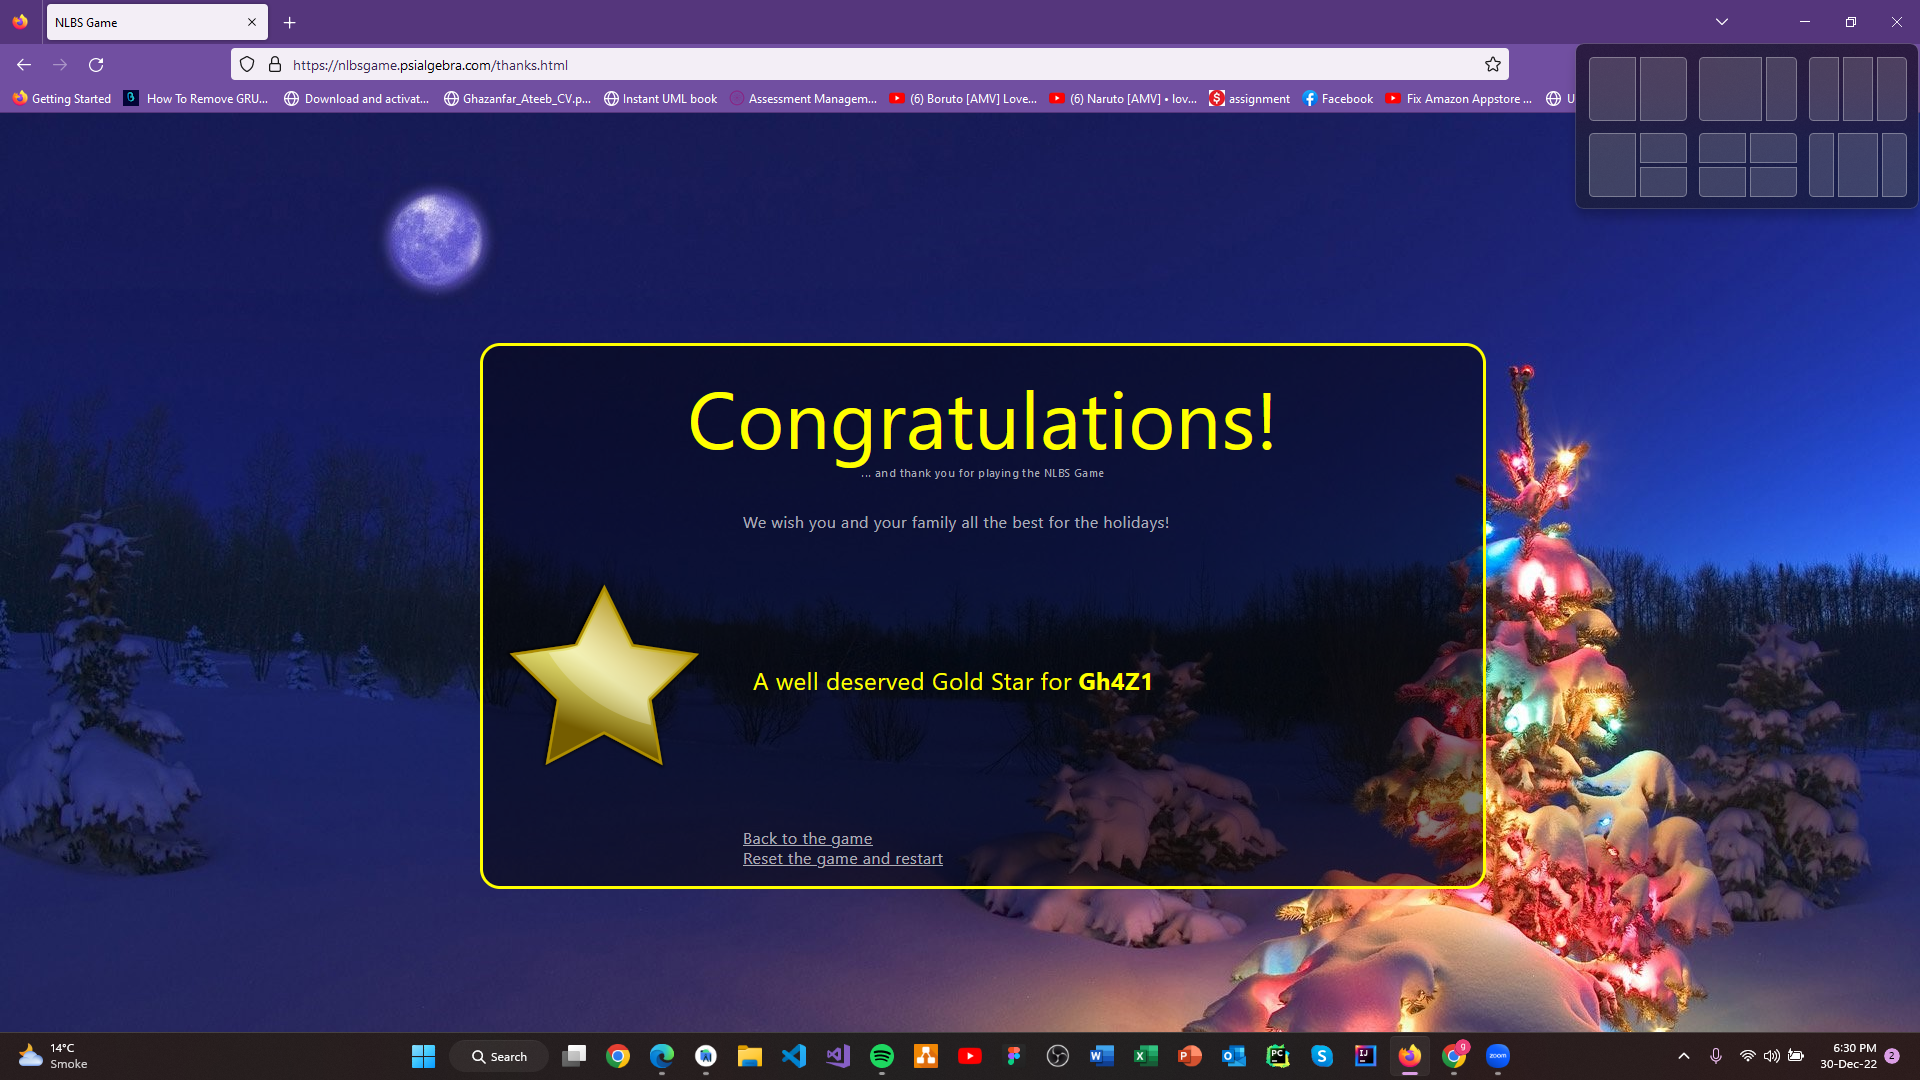 NLBS Game
https://nlbsgame.psialgebra.com/thanks.html
Getting Started
How To Remove GRU...
Download and activat...
Ghazanfar_Ateeb_CV.p...
Instant UML book
Assessment Managem...
(6) Boruto [AMV] Love...
(6) Naruto [AMV] • lov...
assignment
Facebook
Fix Amazon Appstore ...
U
Congratulations!
... and thank you for playing the NLBS Game
We wish you and your family all the best for the holidays!
A well deserved Gold Star for Gh4Z1
Back to the game
Reset the game and restart
14°C
Smoke
Search
9
zoom
6:30 PM
30-Dec-22
2